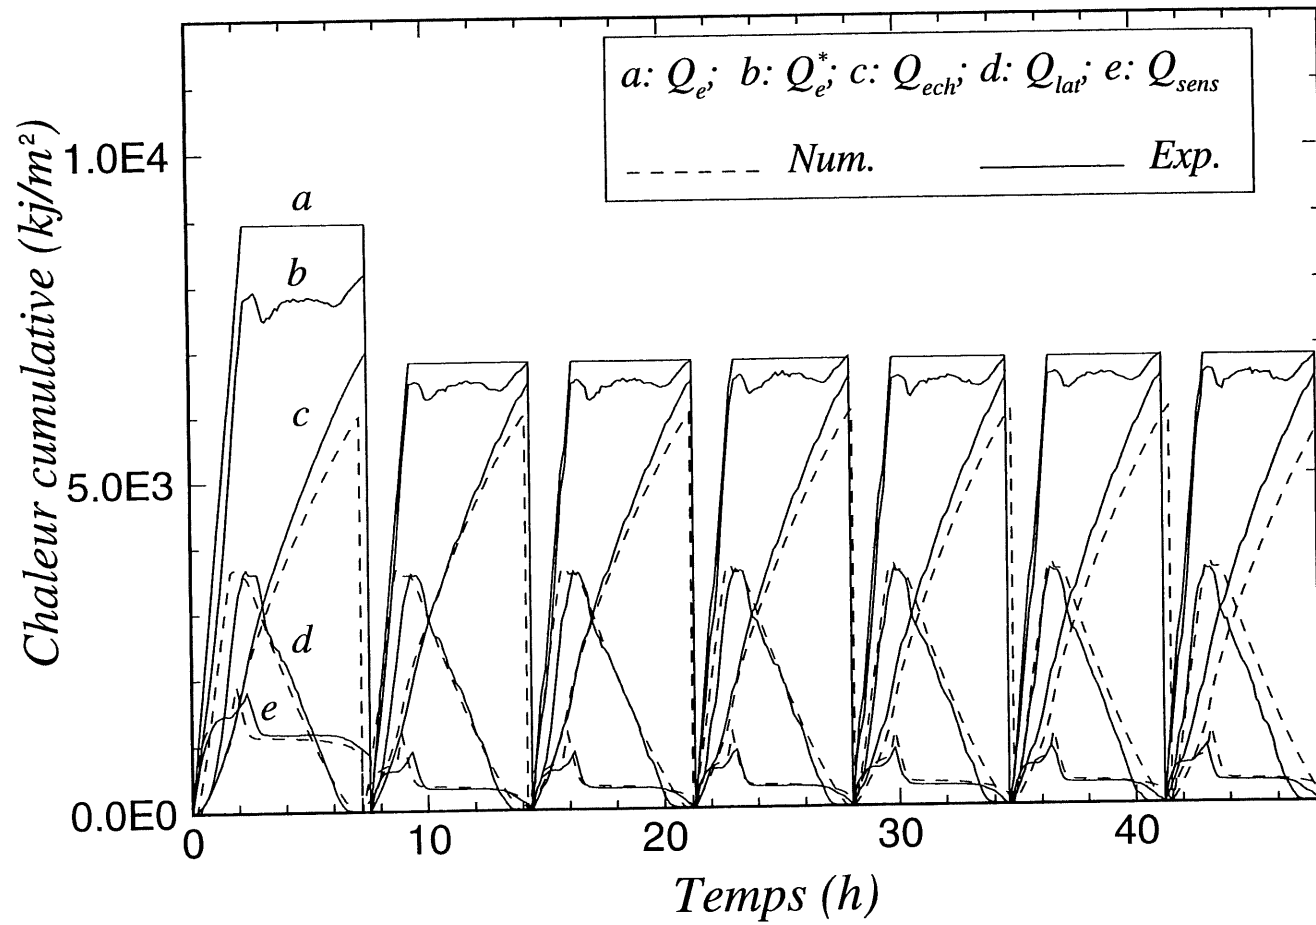 a: Qe; b: Qe*; c: Qech; d: Qlat; e: Qsens
Num. Exp.
Chaleur cumulative (kj/m²)
1.0E4
5.0E3
0.0E0
a
b
c
d
e
0 10 20 30 40
Temps (h)